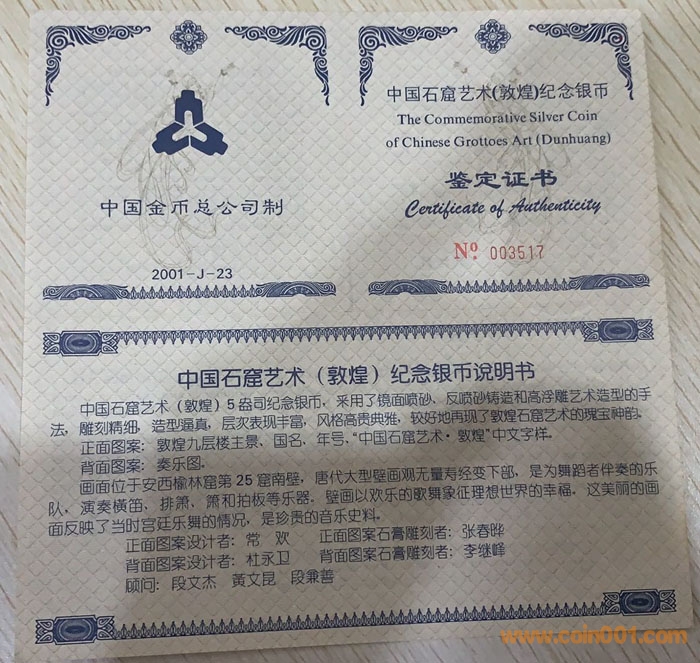 中国金币总公司制
2001-J-23
中国石窟艺术(敦煌)纪念银币
The Commemorative Silver Coin
of Chinese Grottoes Art (Dunhuang)
鉴定证书
Certificate of Authenticity
Nº 003517
中国石窟艺术（敦煌）纪念银币说明书
中国石窟艺术（敦煌）5盎司纪念银币，采用了镜面喷砂、反喷砂铸造和高浮雕艺术造型的手
法，雕刻精细，造型逼真，层次表现丰富，风格高贵典雅，较好地再现了敦煌石窟艺术的瑰宝神韵。
正面图案：敦煌九层楼主景、国名、年号、“中国石窟艺术·敦煌”中文字样。
背面图案：奏乐图。
画面位于安西榆林窟第25窟南壁，唐代大型壁画观无量寿经变下部，是为舞蹈者伴奏的乐
队，演奏横笛、排箫、箫和拍板等乐器，壁画以欢乐的歌舞象征理想世界的幸福，这美丽的画
面反映了当时宫廷乐舞的情况，是珍贵的音乐史料。
正面图案设计者：常 欢 正面图案石膏雕刻者：张春晔
背面图案设计者：杜永卫 背面图案石膏雕刻者：李继峰
顾问：段文杰 黄文昆 段兼善
www.coin001.com